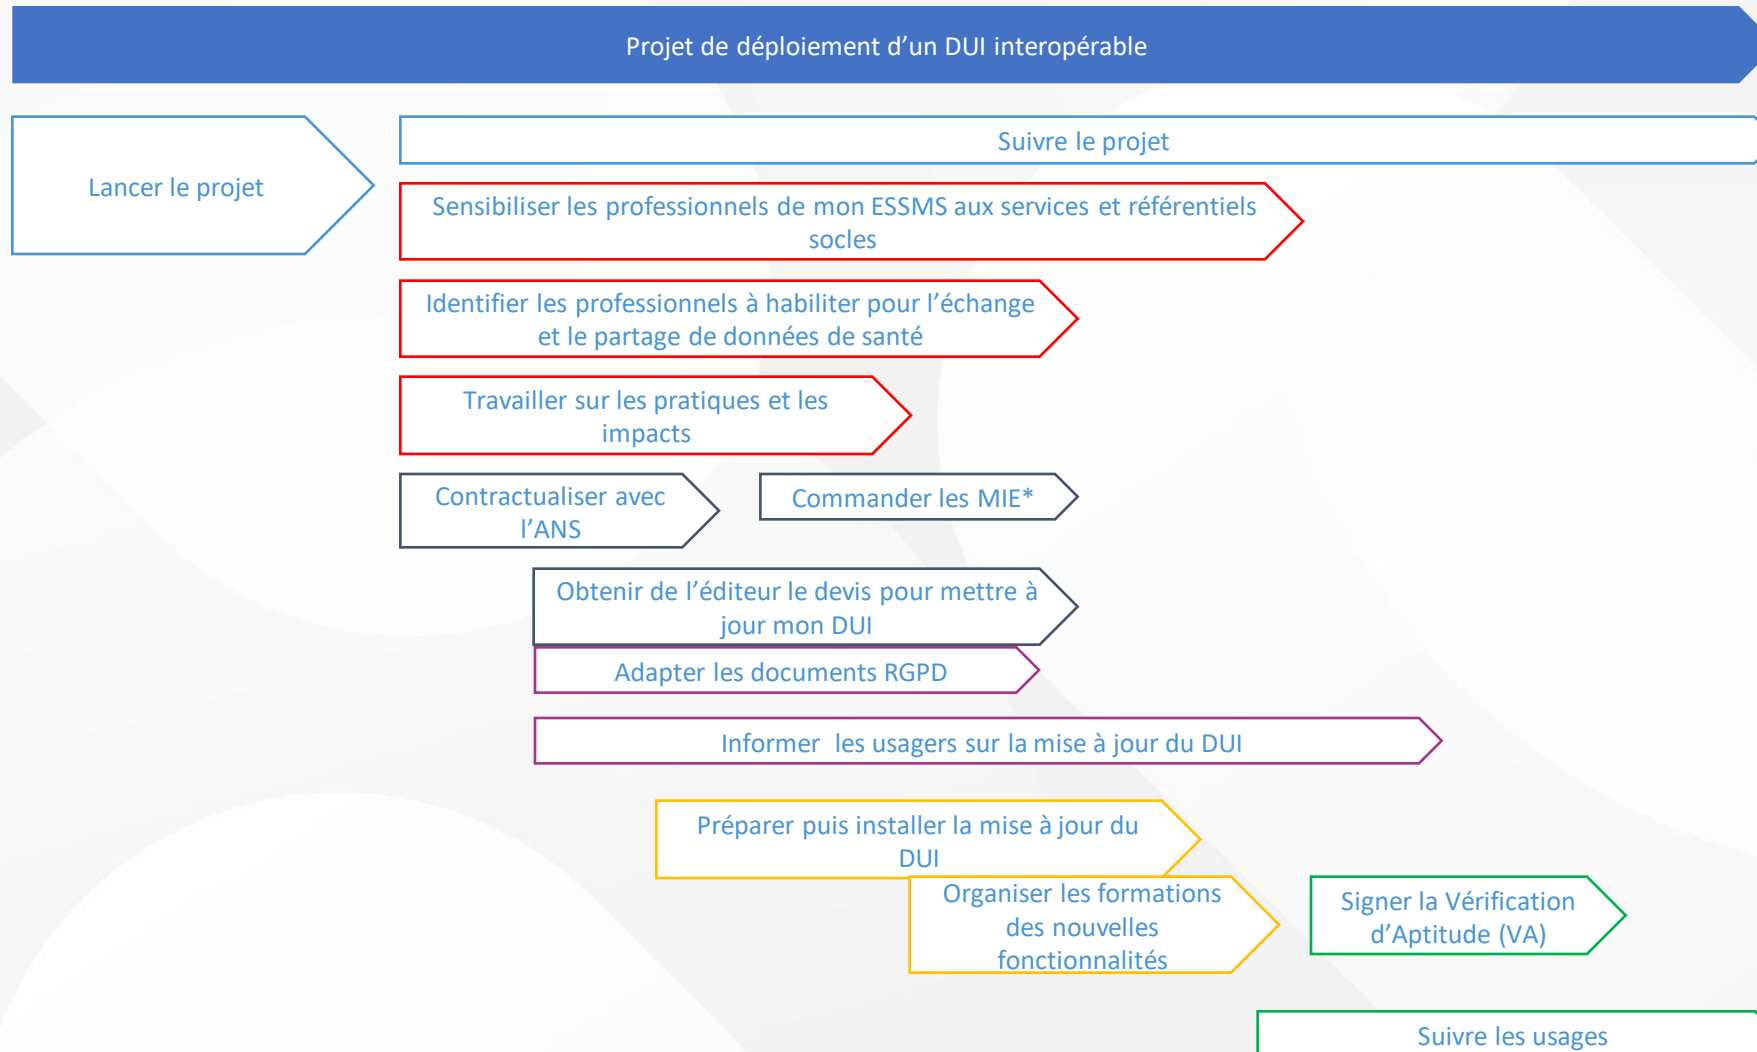 Projet de déploiement d’un DUI interopérable
Lancer le projet
Suivre le projet
Sensibiliser les professionnels de mon ESSMS aux services et référentiels
socles
Identifier les professionnels à habiliter pour l’échange
et le partage de données de santé
Travailler sur les pratiques et les
impacts
Contractualiser avec
l’ANS
Commander les MIE*
Obtenir de l’éditeur le devis pour mettre à
jour mon DUI
Adapter les documents RGPD
Informer  les usagers sur la mise à jour du DUI
Préparer puis installer la mise à jour du
DUI
Organiser les formations
des nouvelles
fonctionnalités
Signer la Vérification
d’Aptitude (VA)
Suivre les usages